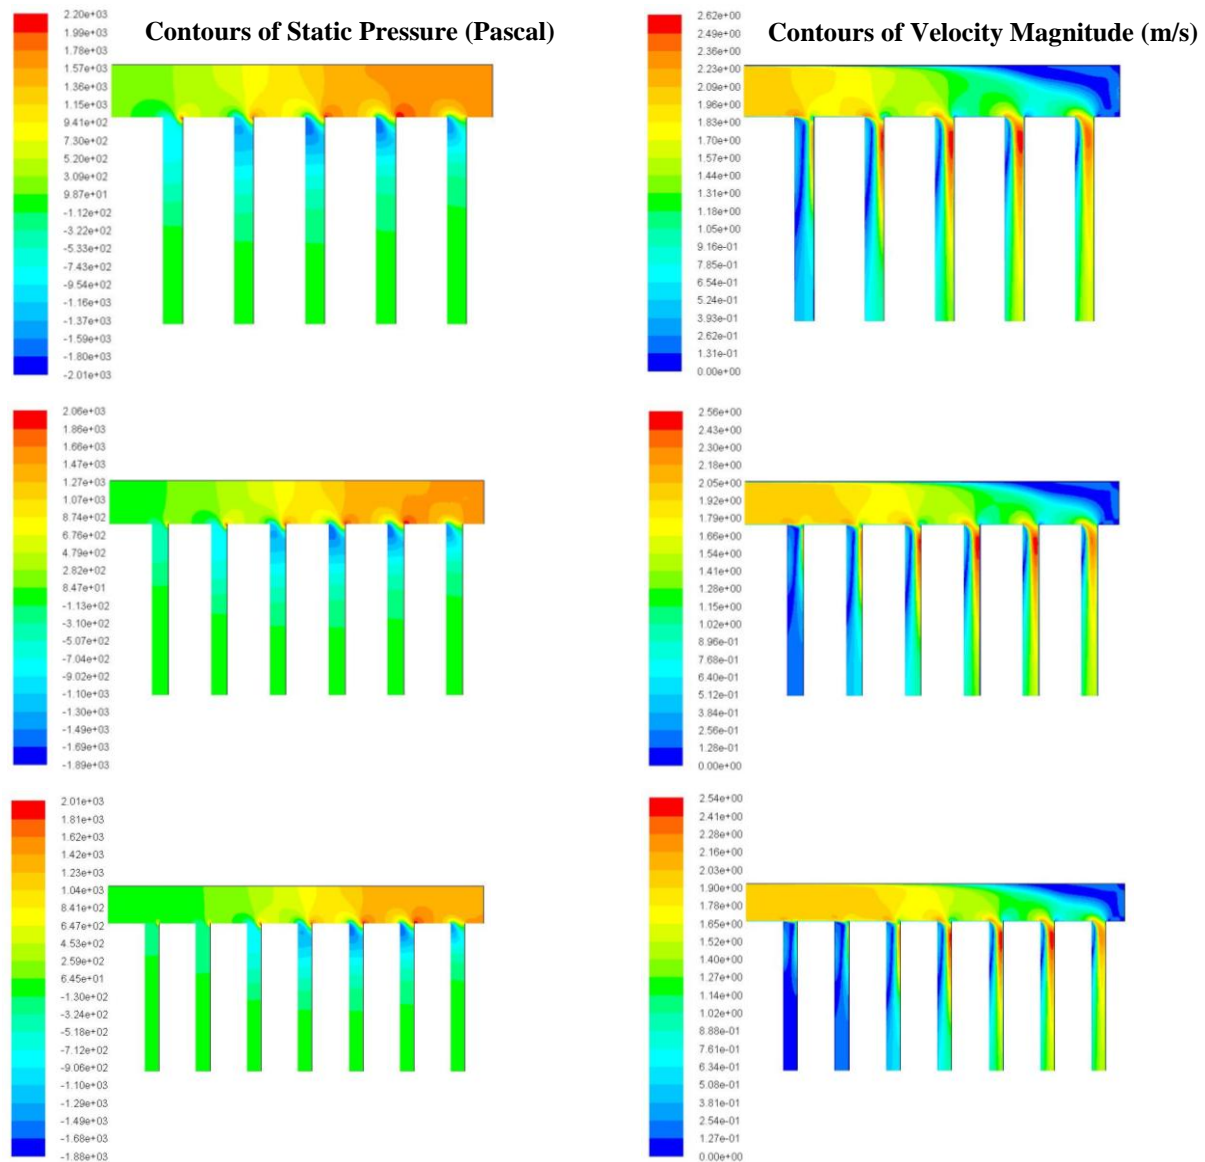 Contours of Static Pressure (Pascal)
2.20e+03
1.99e+03
1.78e+03
1.57e+03
1.36e+03
1.15e+03
9.41e+02
7.30e+02
5.20e+02
3.09e+02
9.87e+01
-1.12e+02
-3.22e+02
-5.33e+02
-7.43e+02
-9.54e+02
-1.16e+03
-1.37e+03
-1.59e+03
-1.80e+03
-2.01e+03
Contours of Velocity Magnitude (m/s)
2.62e+00
2.49e+00
2.36e+00
2.23e+00
2.09e+00
1.96e+00
1.83e+00
1.70e+00
1.57e+00
1.44e+00
1.31e+00
1.18e+00
1.05e+00
9.16e-01
7.85e-01
6.54e-01
5.24e-01
3.93e-01
2.62e-01
1.31e-01
0.00e+00
2.06e+03
1.86e+03
1.66e+03
1.47e+03
1.27e+03
1.07e+03
8.74e+02
6.76e+02
4.79e+02
2.82e+02
8.47e+01
-1.13e+02
-3.10e+02
-5.07e+02
-7.04e+02
-9.02e+02
-1.10e+03
-1.30e+03
-1.49e+03
-1.69e+03
-1.89e+03
2.56e+00
2.43e+00
2.30e+00
2.18e+00
2.05e+00
1.92e+00
1.79e+00
1.66e+00
1.54e+00
1.41e+00
1.28e+00
1.15e+00
1.02e+00
8.96e-01
7.68e-01
6.40e-01
5.12e-01
3.84e-01
2.56e-01
1.28e-01
0.00e+00
2.01e+03
1.81e+03
1.62e+03
1.42e+03
1.23e+03
1.04e+03
8.41e+02
6.47e+02
4.53e+02
2.59e+02
6.45e+01
-1.30e+02
-3.24e+02
-5.18e+02
-7.12e+02
-9.06e+02
-1.10e+03
-1.29e+03
-1.49e+03
-1.68e+03
-1.88e+03
2.54e+00
2.41e+00
2.28e+00
2.16e+00
2.03e+00
1.90e+00
1.78e+00
1.65e+00
1.52e+00
1.40e+00
1.27e+00
1.14e+00
1.02e+00
8.88e-01
7.61e-01
6.34e-01
5.08e-01
3.81e-01
2.54e-01
1.27e-01
0.00e+00